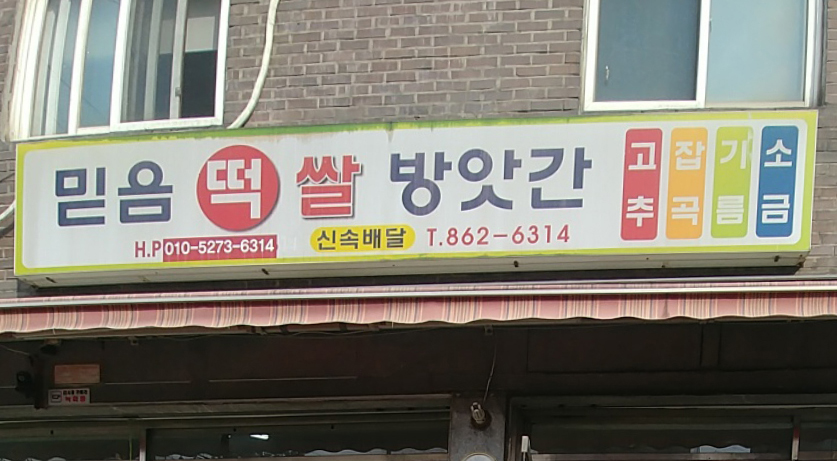 믿음 떡 쌀 방앗간
H.P 010-5273-6314 신속배달 T.862-6314
고추 잡곡 기름 소금